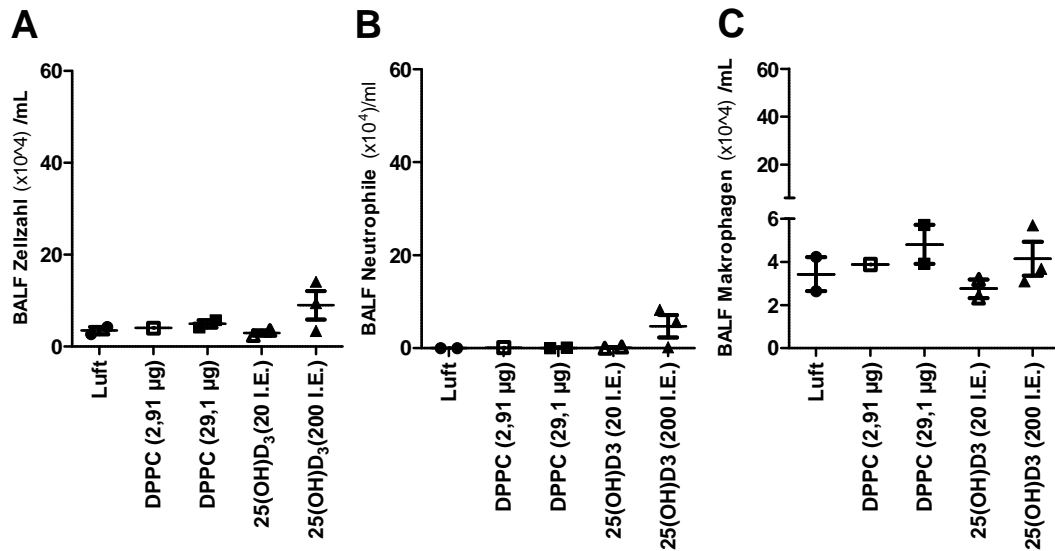 A
BALF Zellzahl (x10^4) /mL
60
40
20
0
Luft
DPPC (2,91 µg)
DPPC (29,1 µg)
25(OH)D₃(20 I.E.)
25(OH)D₃(200 I.E.)
B
BALF Neutrophile (x10⁴)/ml
60
40
20
0
Luft
DPPC (2,91 µg)
DPPC (29,1 µg)
25(OH)D3 (20 I.E.)
25(OH)D3 (200 I.E.)
C
BALF Makrophagen (x10^4) /mL
60
40
20
6
4
2
0
Luft
DPPC (2,91 µg)
DPPC (29,1 µg)
25(OH)D3 (20 I.E.)
25(OH)D3 (200 I.E.)